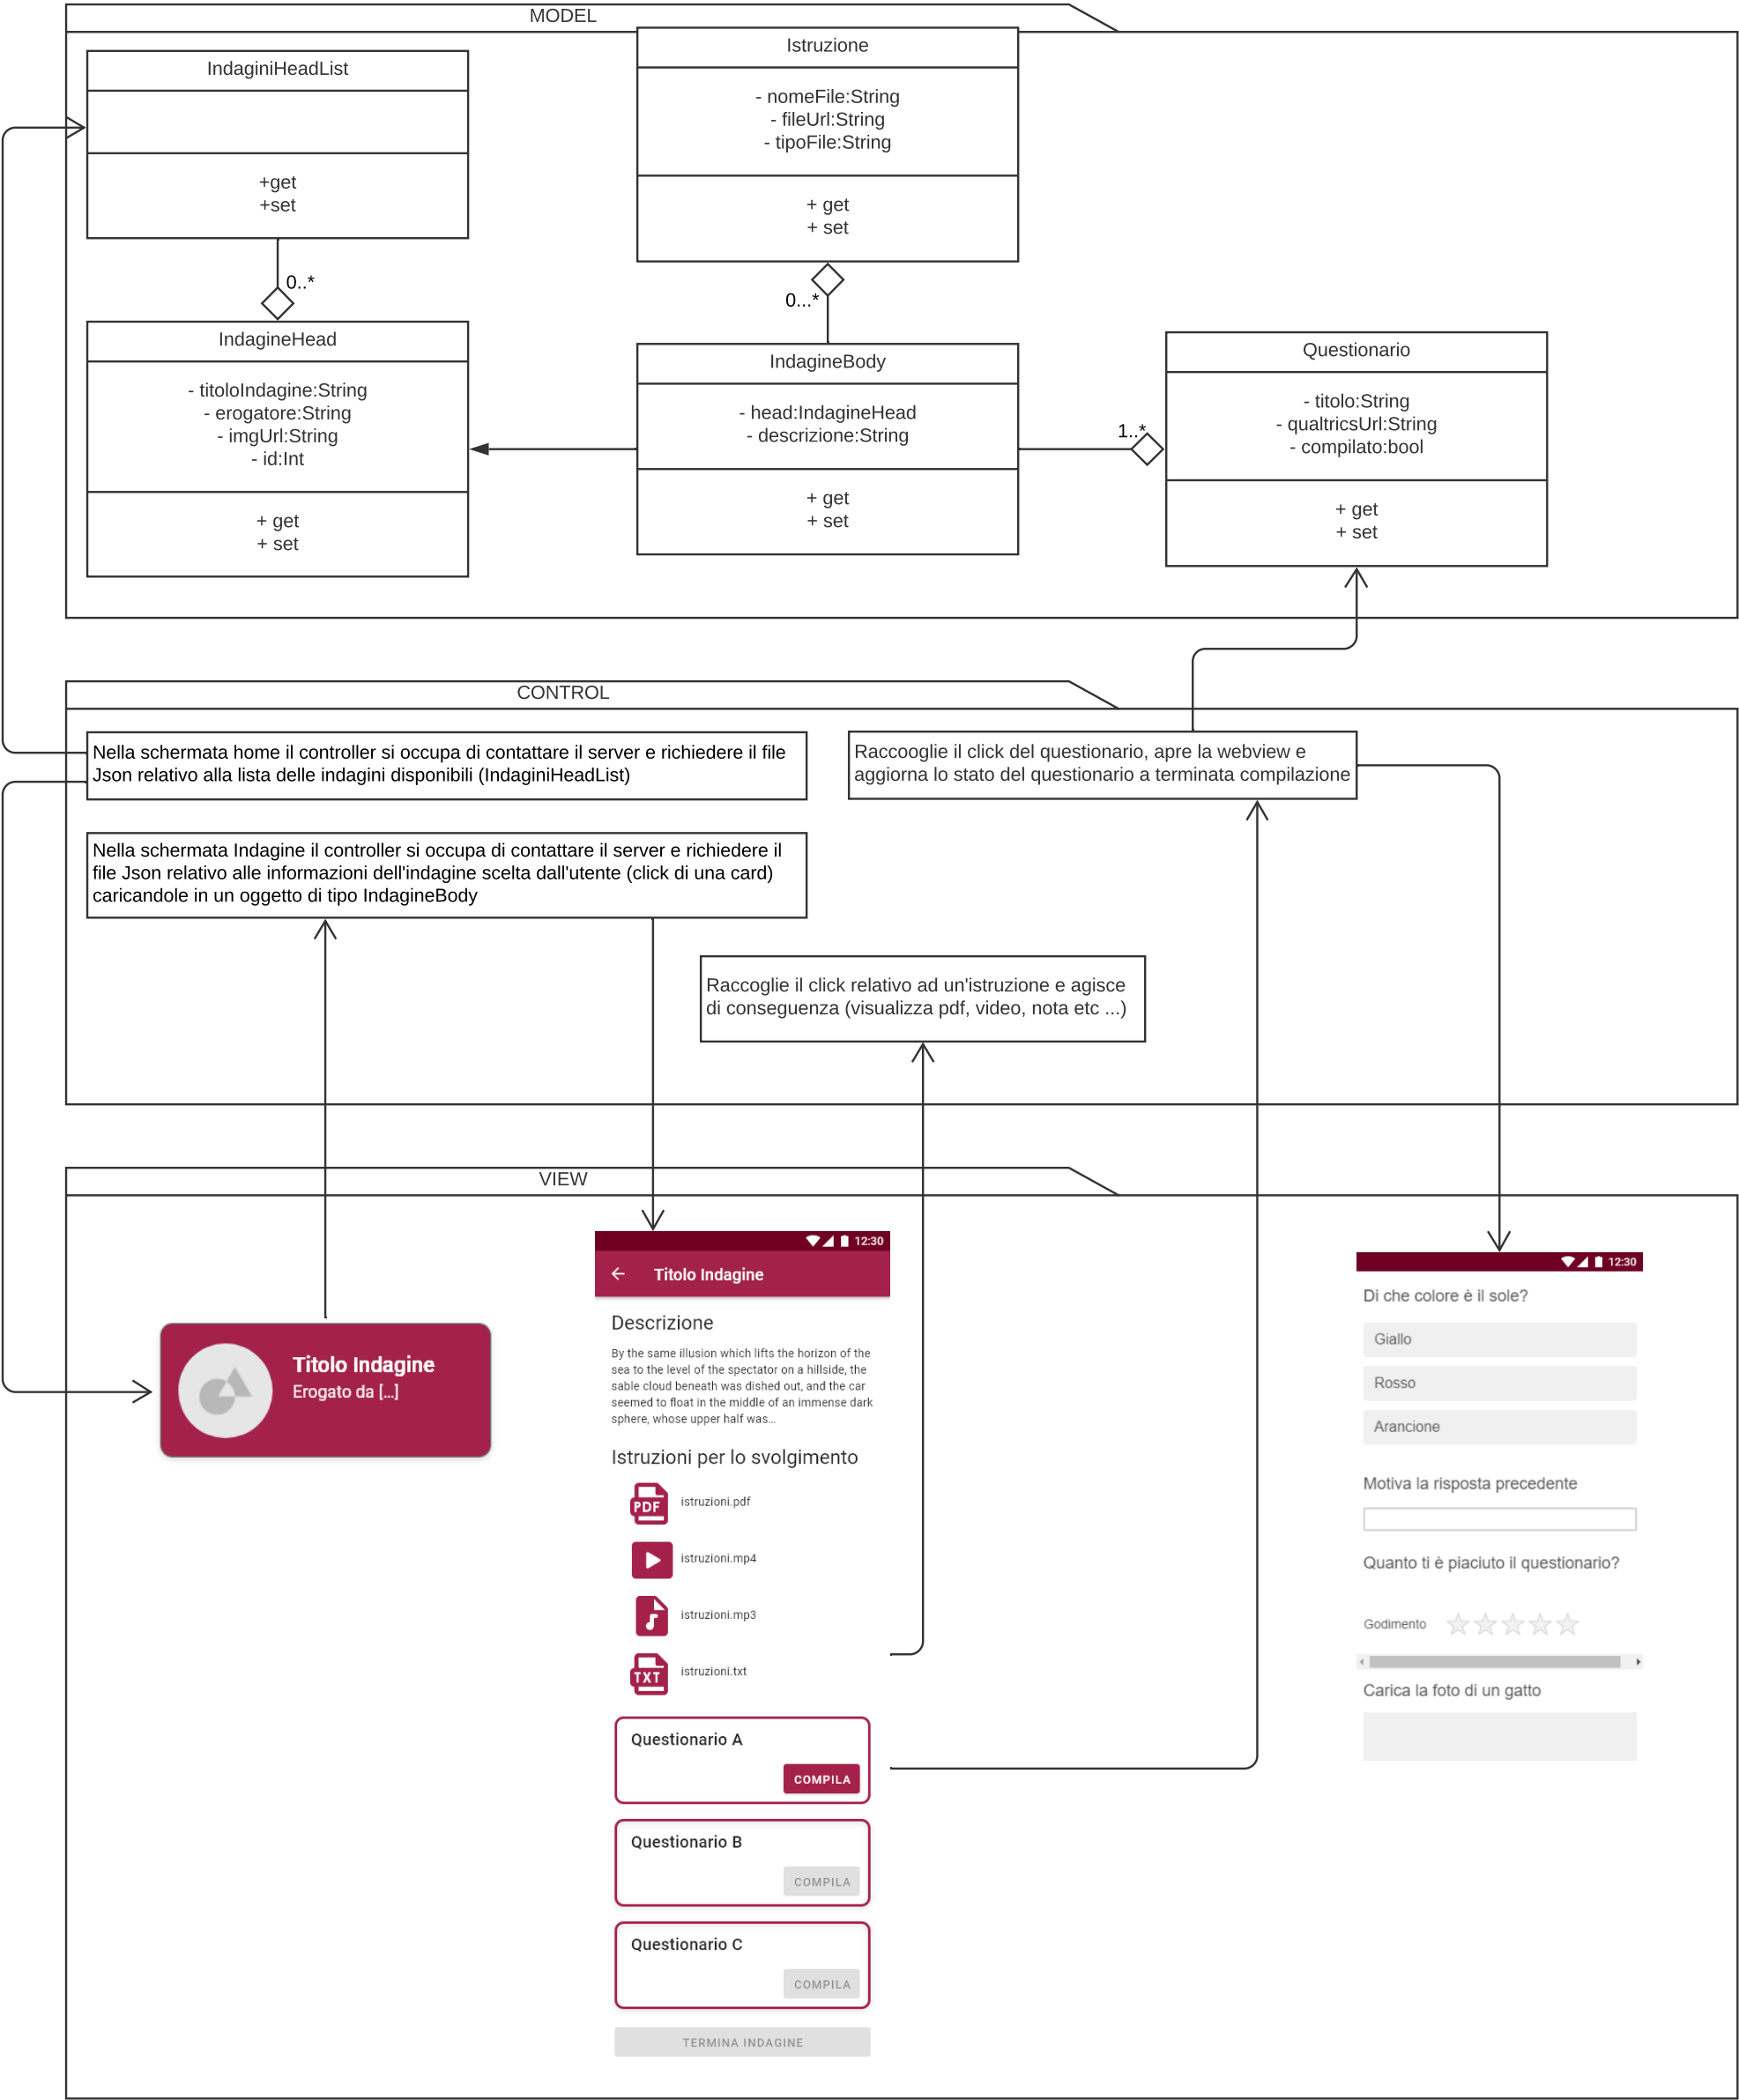 MODEL
IndaginiHeadList
+get
+set
0..*
Istruzione
- nomeFile:String
- fileUrl:String
- tipoFile:String
+ get
+ set
0...*
IndagineHead
- titoloIndagine:String
- erogatore:String
- imgUrl:String
- id:Int
+ get
+ set
IndagineBody
- head:IndagineHead
- descrizione:String
+ get
+ set
1..*
Questionario
- titolo:String
- qualtricsUrl:String
- compilato:bool
+ get
+ set
CONTROL
Nella schermata home il controller si occupa di contattare il server e richiedere il file
Json relativo alla lista delle indagini disponibili (IndaginiHeadList)
Raccooglie il click del questionario, apre la webview e
aggiorna lo stato del questionario a terminata compilazione
Nella schermata Indagine il controller si occupa di contattare il server e richiedere il
file Json relativo alle informazioni dell'indagine scelta dall'utente (click di una card)
caricandole in un oggetto di tipo IndagineBody
Raccoglie il click relativo ad un'istruzione e agisce
di conseguenza (visualizza pdf, video, nota etc ...)
VIEW
Titolo Indagine
Erogato da [...]
12:30
Titolo Indagine
Descrizione
By the same illusion which lifts the horizon of the
sea to the level of the spectator on a hillside, the
sable cloud beneath was dished out, and the car
seemed to float in the middle of an immense dark
sphere, whose upper half was...
Istruzioni per lo svolgimento
PDF istruzioni.pdf
istruzioni.mp4
istruzioni.mp3
TXT istruzioni.txt
Questionario A
COMPILA
Questionario B
COMPILA
Questionario C
COMPILA
TERMINA INDAGINE
12:30
Di che colore è il sole?
Giallo
Rosso
Arancione
Motiva la risposta precedente
Quanto ti è piaciuto il questionario?
Godimento
Carica la foto di un gatto